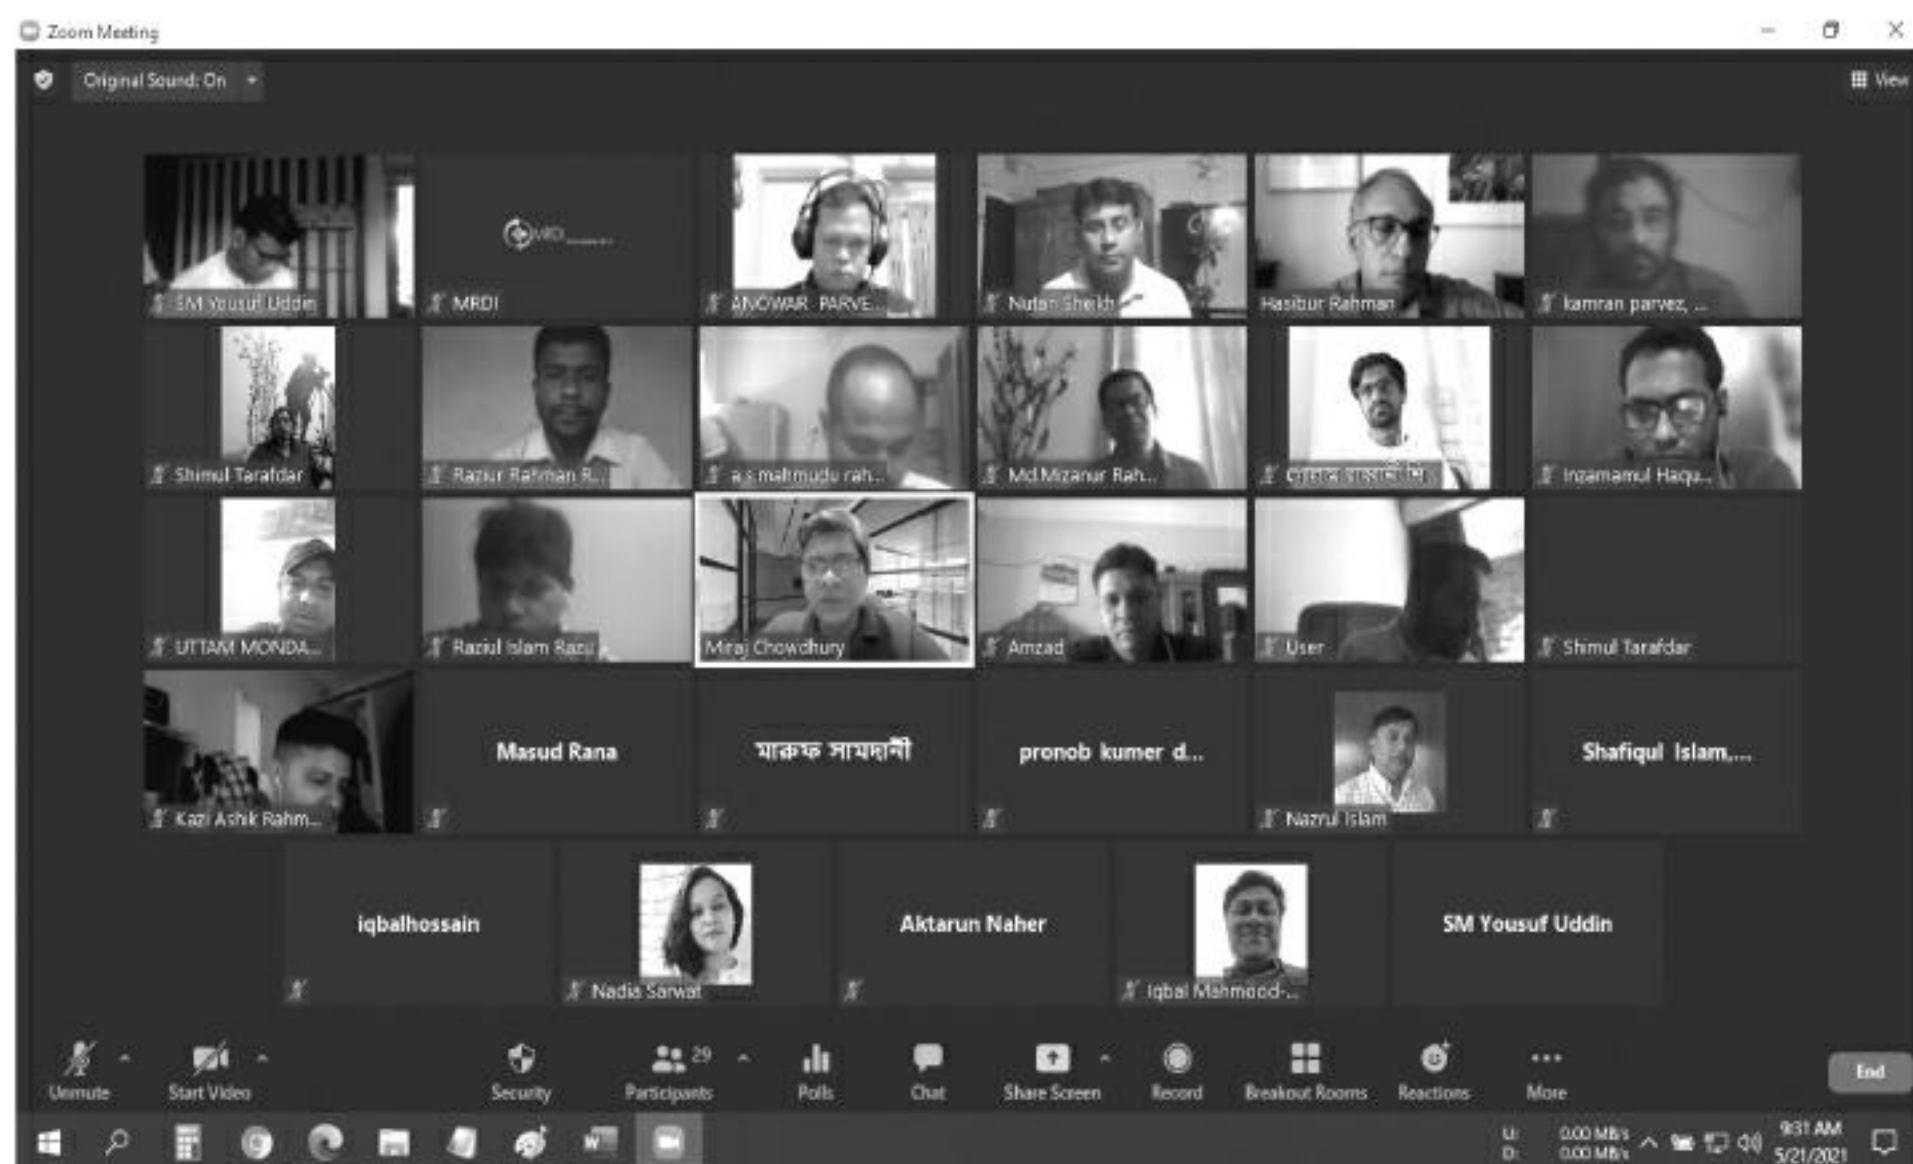 Zoom Meeting
Original Sound: On
View
SM Yousuf Uddin
MRDI
MRDI
ANOWAR PARVE...
Nutan Sheikh
Hasibur Rahman
kamran parvez, ...
Shimul Tarafdar
Raziur Rahman R...
a.s.mahmudu rah...
Md.Mizanur Rah...
Inzamamul Haqu...
UTTAM MONDA...
Raziul Islam Razu
Miraj Chowdhury
Amzad
User
Shimul Tarafdar
Kazi Ashik Rahm...
Masud Rana
মারুফ সামদানী
pronob kumer d...
Nazrul Islam
Shafiqul Islam,...
iqbalhossain
Nadia Sarwat
Aktarun Naher
Iqbal Mahmood-...
SM Yousuf Uddin
Unmute
Start Video
Security
29
Participants
Polls
Chat
Share Screen
Record
Breakout Rooms
Reactions
More
End
U: 0.00 MB/s
D: 0.00 MB/s
9:31 AM
5/21/2021